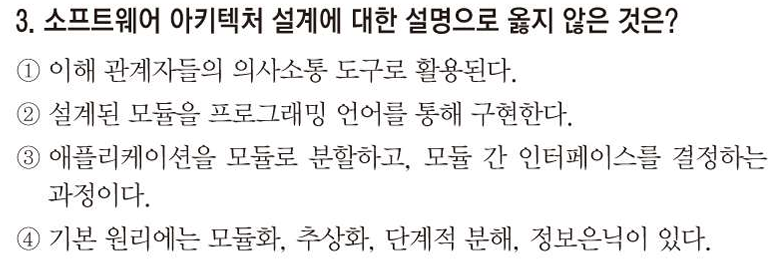 3. 소프트웨어 아키텍처 설계에 대한 설명으로 옳지 않은 것은?
① 이해 관계자들의 의사소통 도구로 활용된다.
② 설계된 모듈을 프로그래밍 언어를 통해 구현한다.
③ 애플리케이션을 모듈로 분할하고, 모듈 간 인터페이스를 결정하는
과정이다.
④ 기본 원리에는 모듈화, 추상화, 단계적 분해, 정보은닉이 있다.